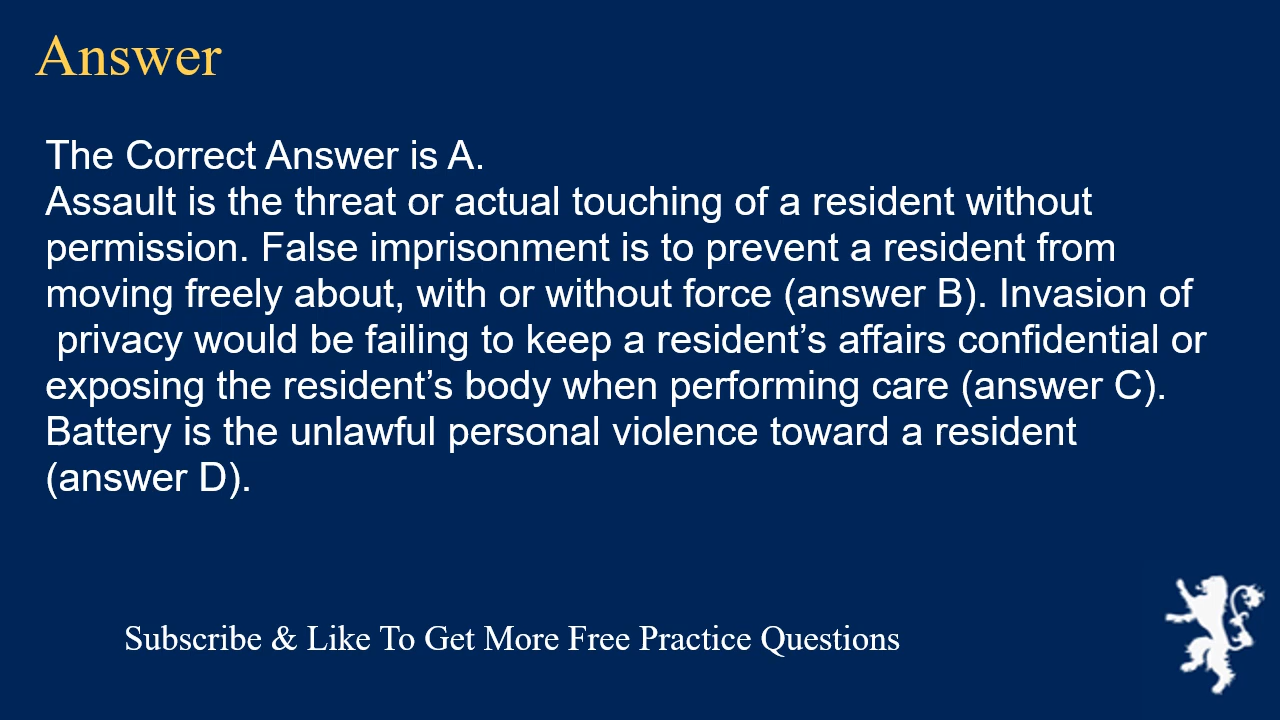 Answer
The Correct Answer is A.
Assault is the threat or actual touching of a resident without
permission. False imprisonment is to prevent a resident from
moving freely about, with or without force (answer B). Invasion of
privacy would be failing to keep a resident’s affairs confidential or
exposing the resident’s body when performing care (answer C).
Battery is the unlawful personal violence toward a resident
(answer D).
Subscribe & Like To Get More Free Practice Questions